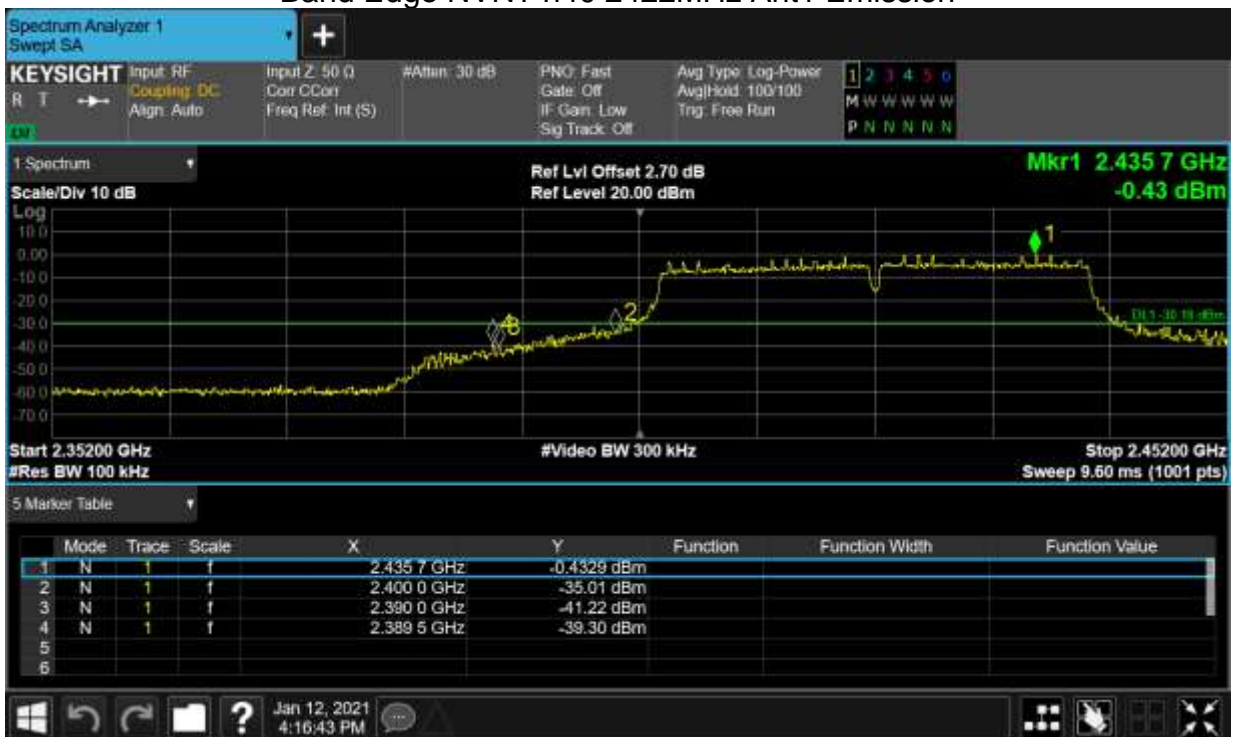 Spectrum Analyzer 1
Swept SA
+
KEYSIGHT
R T
Input: RF
Coupling: DC
Align: Auto
Input Z: 50 Ω
Corr CCorr
Freq Ref: Int (S)
#Atten: 30 dB
PNO: Fast
Gate: Off
IF Gain: Low
Sig Track: Off
Avg Type: Log-Power
Avg|Hold: 100/100
Trig: Free Run
1 2 3 4 5 6
M W W W W W
P N N N N N
1 Spectrum
Scale/Div 10 dB
Ref Lvl Offset 2.70 dB
Ref Level 20.00 dBm
Mkr1 2.435 7 GHz
-0.43 dBm
Log
10.0
0.00
-10.0
-20.0
-30.0
-40.0
-50.0
-60.0
-70.0
1
2
DL1 -30.18 dBm
Start 2.35200 GHz
#Res BW 100 kHz
#Video BW 300 kHz
Stop 2.45200 GHz
Sweep 9.60 ms (1001 pts)
5 Marker Table
Mode Trace Scale X Y Function Function Width Function Value
1 N 1 f 2.435 7 GHz -0.4329 dBm
2 N 1 f 2.400 0 GHz -35.01 dBm
3 N 1 f 2.390 0 GHz -41.22 dBm
4 N 1 f 2.389 5 GHz -39.30 dBm
5
6
?
Jan 12, 2021
4:16:43 PM